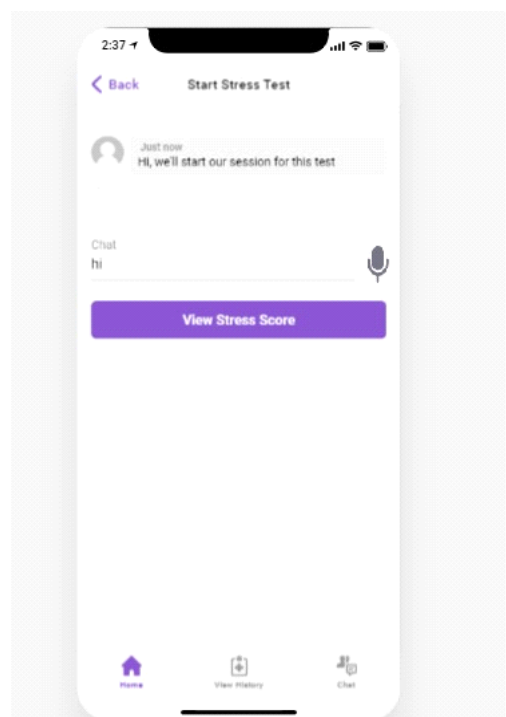 2:37
Back
Start Stress Test
Just now
Hi, we'll start our session for this test
Chat
hi
View Stress Score
Home
View History
Chat